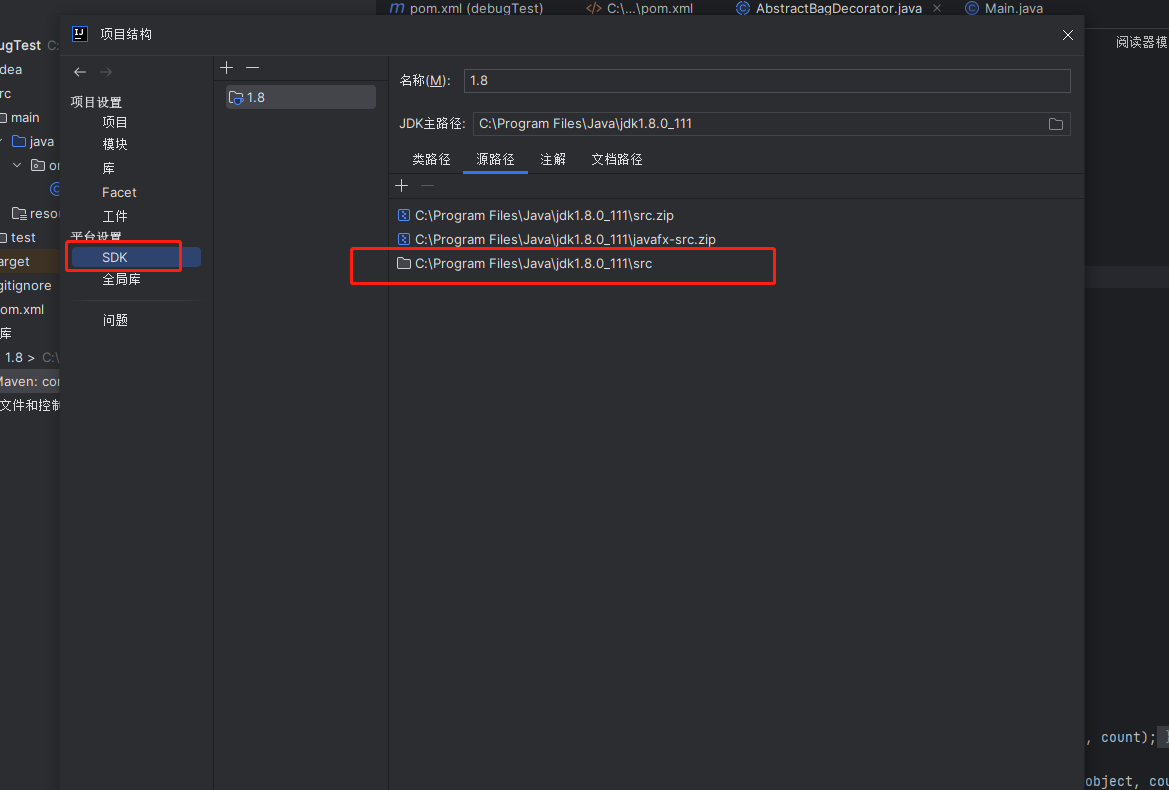 pom.xml (debugTest) C:\...\pom.xml AbstractBagDecorator.java Main.java
项目结构
阅读器模
ugTest C:
dea
rc
main
java
or
resou
test
arget
gitignore
om.xml
库
1.8 > C:\
Maven: cor
文件和控制
项目设置
项目
模块
库
Facet
工件
平台设置
SDK
全局库
问题
1.8
名称(M): 1.8
JDK主路径: C:\Program Files\Java\jdk1.8.0_111
类路径 源路径 注解 文档路径
C:\Program Files\Java\jdk1.8.0_111\src.zip
C:\Program Files\Java\jdk1.8.0_111\javafx-src.zip
C:\Program Files\Java\jdk1.8.0_111\src
, count); }
object, cou